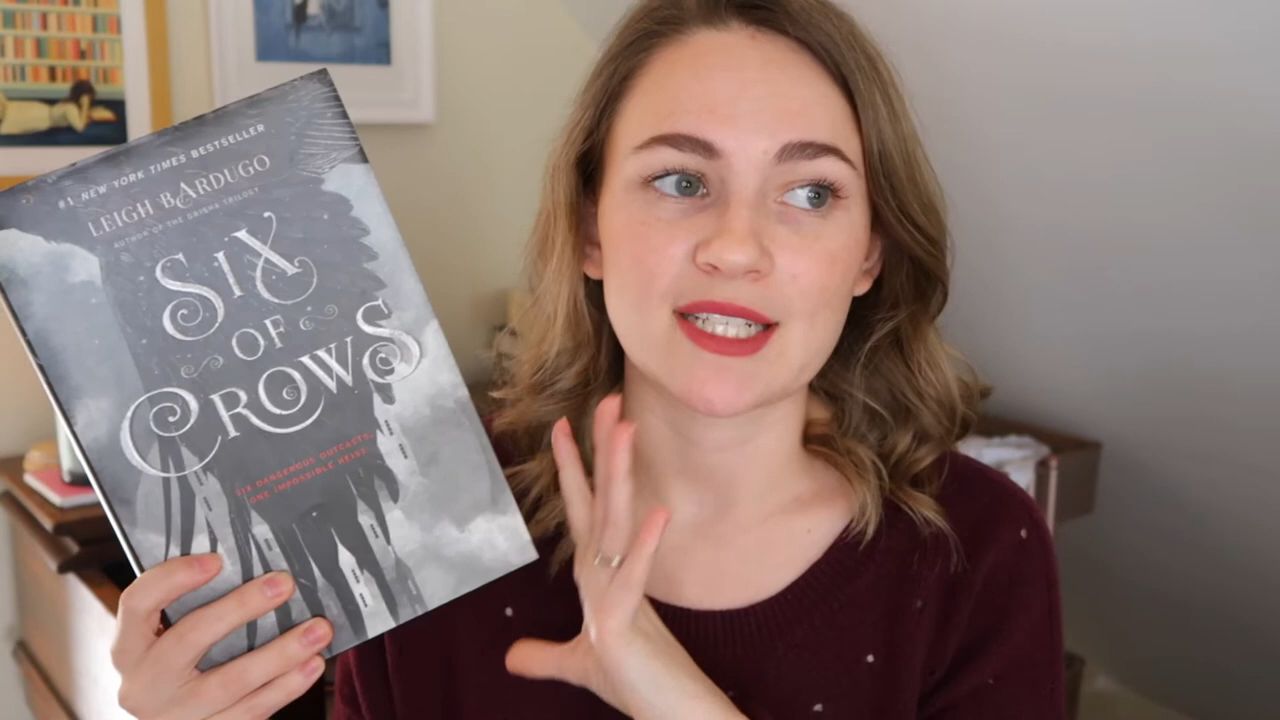 #1 NEW YORK TIMES BESTSELLER
LEIGH BARDUGO
AUTHOR OF THE GRISHA TRILOGY
SIX
OF
CROWS
SIX DANGEROUS OUTCASTS.
ONE IMPOSSIBLE HEIST.